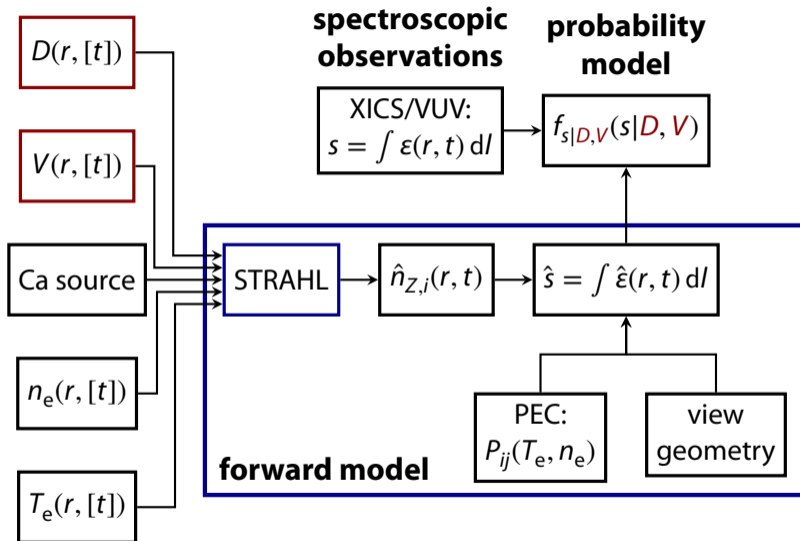 spectroscopic
observations
probability
model
D(r, [t])
XICS/VUV:
s = ∫ ε(r, t) dl
f_{s|D,V}(s|D, V)
V(r, [t])
Ca source
STRAHL
n̂_{Z,i}(r, t)
ŝ = ∫ ε̂(r, t) dl
n_e(r, [t])
PEC:
P_{ij}(T_e, n_e)
view
geometry
forward model
T_e(r, [t])